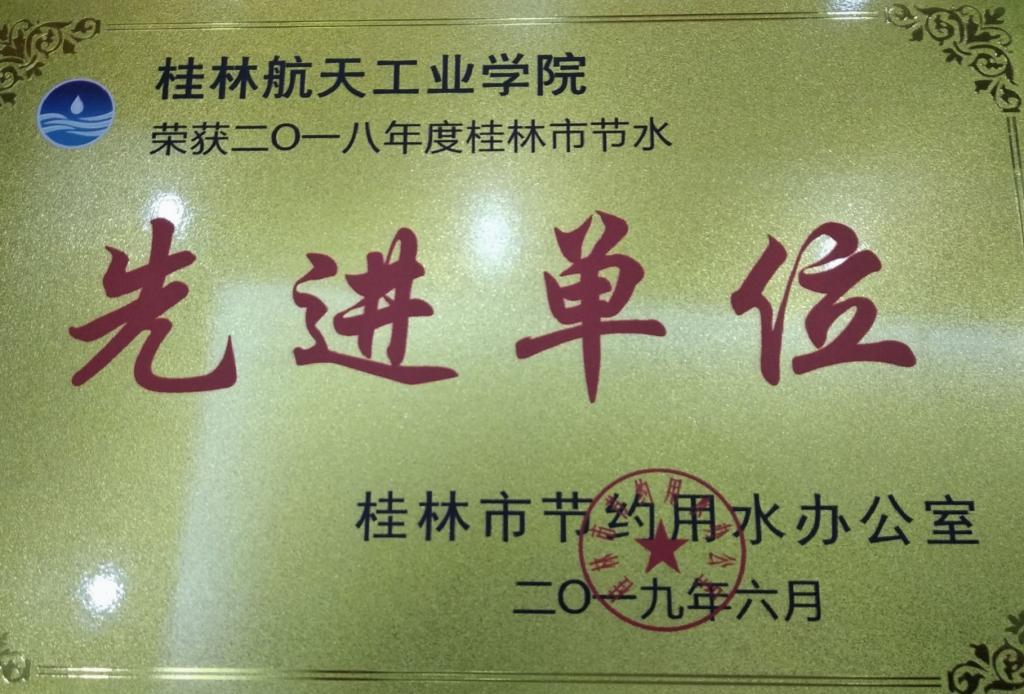 桂林航天工业学院
荣获二〇一八年度桂林市节水
先进单位
桂林市节约用水办公室
二〇一九年六月